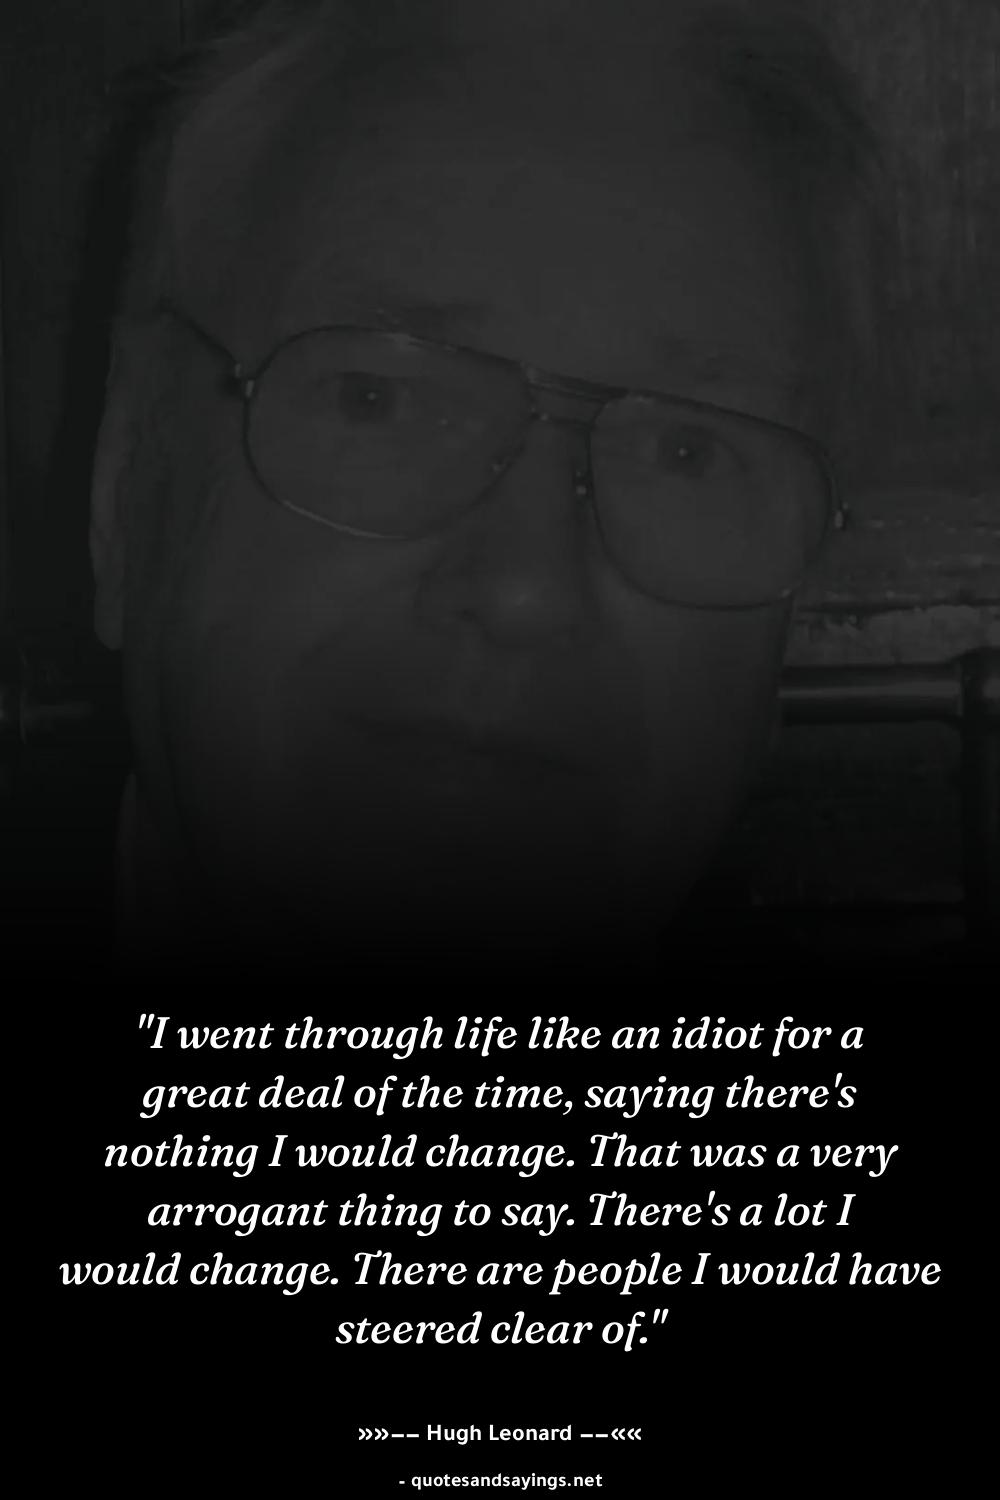 "I went through life like an idiot for a
great deal of the time, saying there's
nothing I would change. That was a very
arrogant thing to say. There's a lot I
would change. There are people I would have
steered clear of."
»»–– Hugh Leonard ––««
- quotesandsayings.net